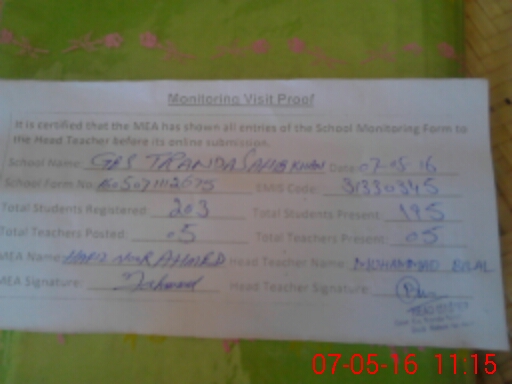 Monitoring Visit Proof
It is certified that the MEA has shown all entries of the School Monitoring Form to
the Head Teacher before its online submission.
School Name: GPS TRANDA SAHIB KHAN Date: 07-05-16
School Form No. EMIS Code: 31330345
Total Students Registered: 203 Total Students Present: 195
Total Teachers Posted: 05 Total Teachers Present: 05
MEA Name: AHMED Head Teacher Name: MOHAMMAD BILAL
MEA Signature: Head Teacher Signature:
07-05-16 11:15